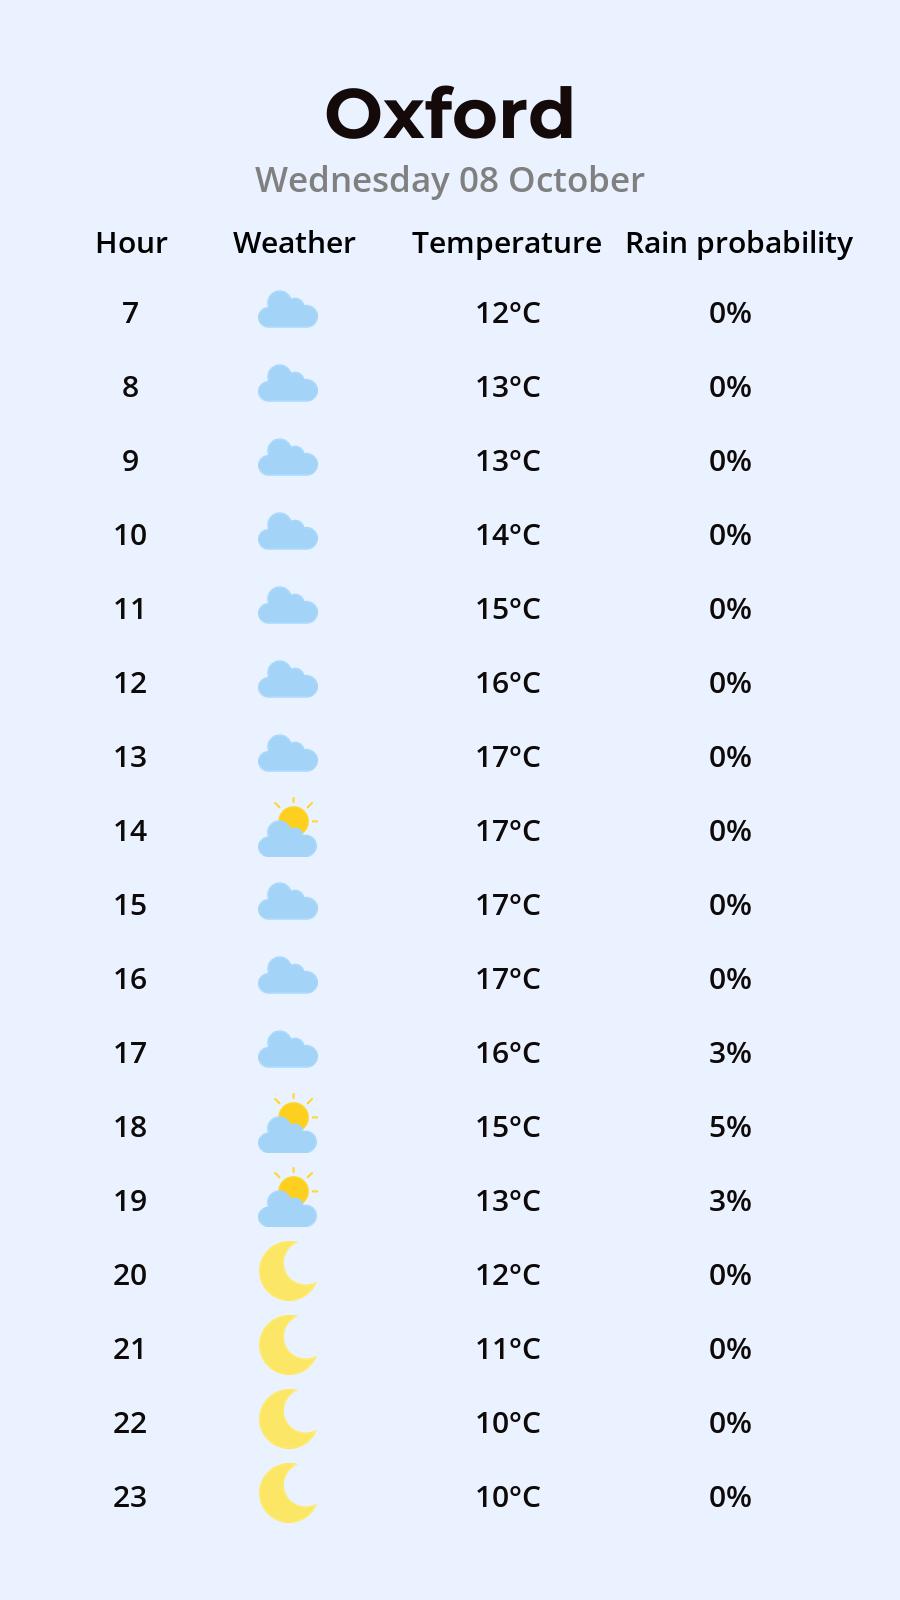 Oxford
Wednesday 08 October
Hour Weather Temperature Rain probability
7 12°C 0%
8 13°C 0%
9 13°C 0%
10 14°C 0%
11 15°C 0%
12 16°C 0%
13 17°C 0%
14 17°C 0%
15 17°C 0%
16 17°C 0%
17 16°C 3%
18 15°C 5%
19 13°C 3%
20 12°C 0%
21 11°C 0%
22 10°C 0%
23 10°C 0%